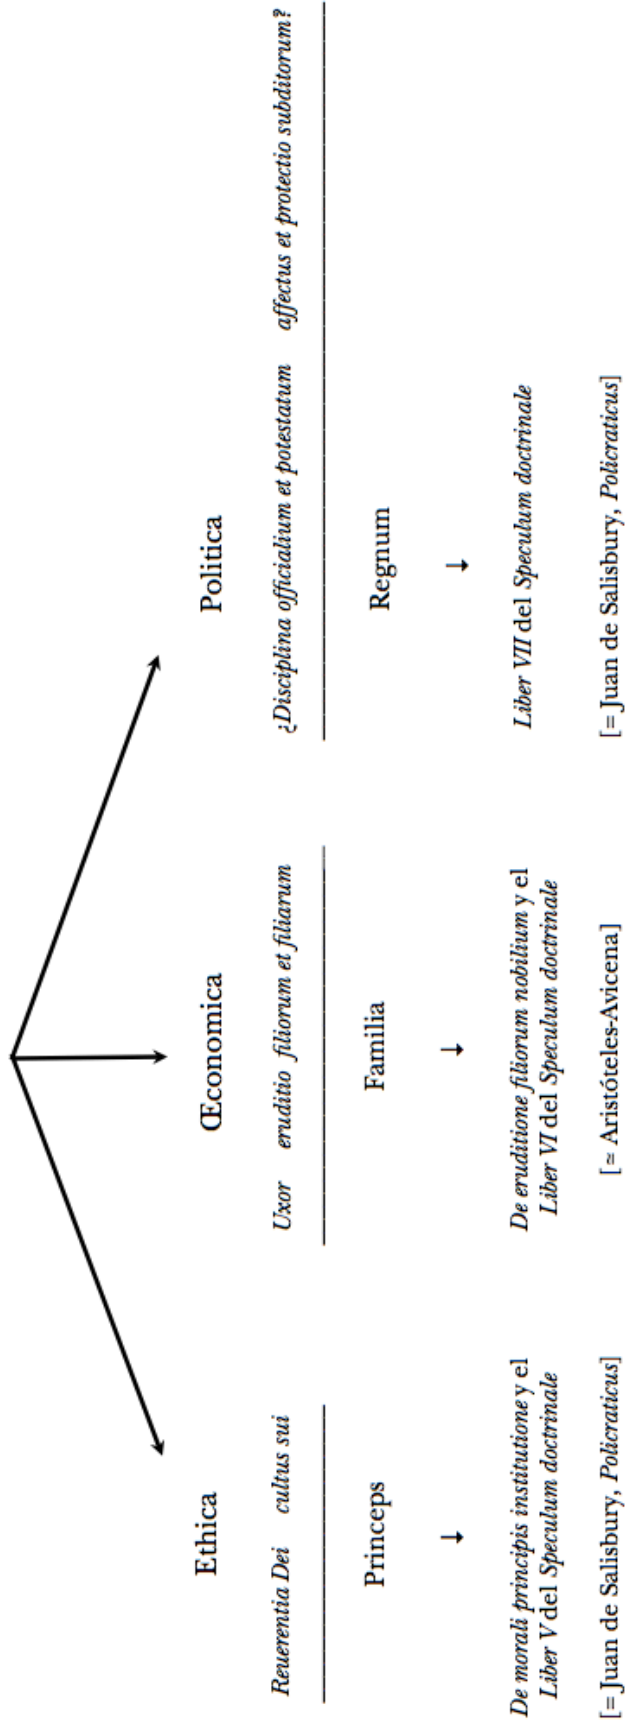 Ethica
Reuerentia Dei cultus sui
Princeps
↓
De morali principis institutione y el
Liber V del Speculum doctrinale
[= Juan de Salisbury, Policraticus]
Œconomica
Uxor eruditio filiorum et filiarum
Familia
↓
De eruditione filiorum nobilium y el
Liber VI del Speculum doctrinale
[≃ Aristóteles-Avicena]
Politica
¿Disciplina officialium et potestatum affectus et protectio subditorum?
Regnum
↓
Liber VII del Speculum doctrinale
[= Juan de Salisbury, Policraticus]